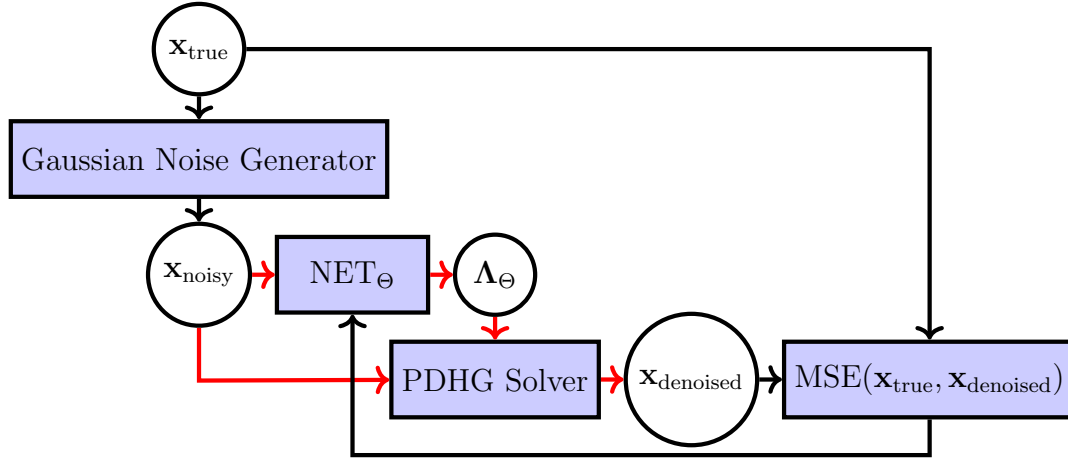 x_true
Gaussian Noise Generator
x_noisy
NET_Θ
Λ_Θ
PDHG Solver
x_denoised
MSE(x_true, x_denoised)